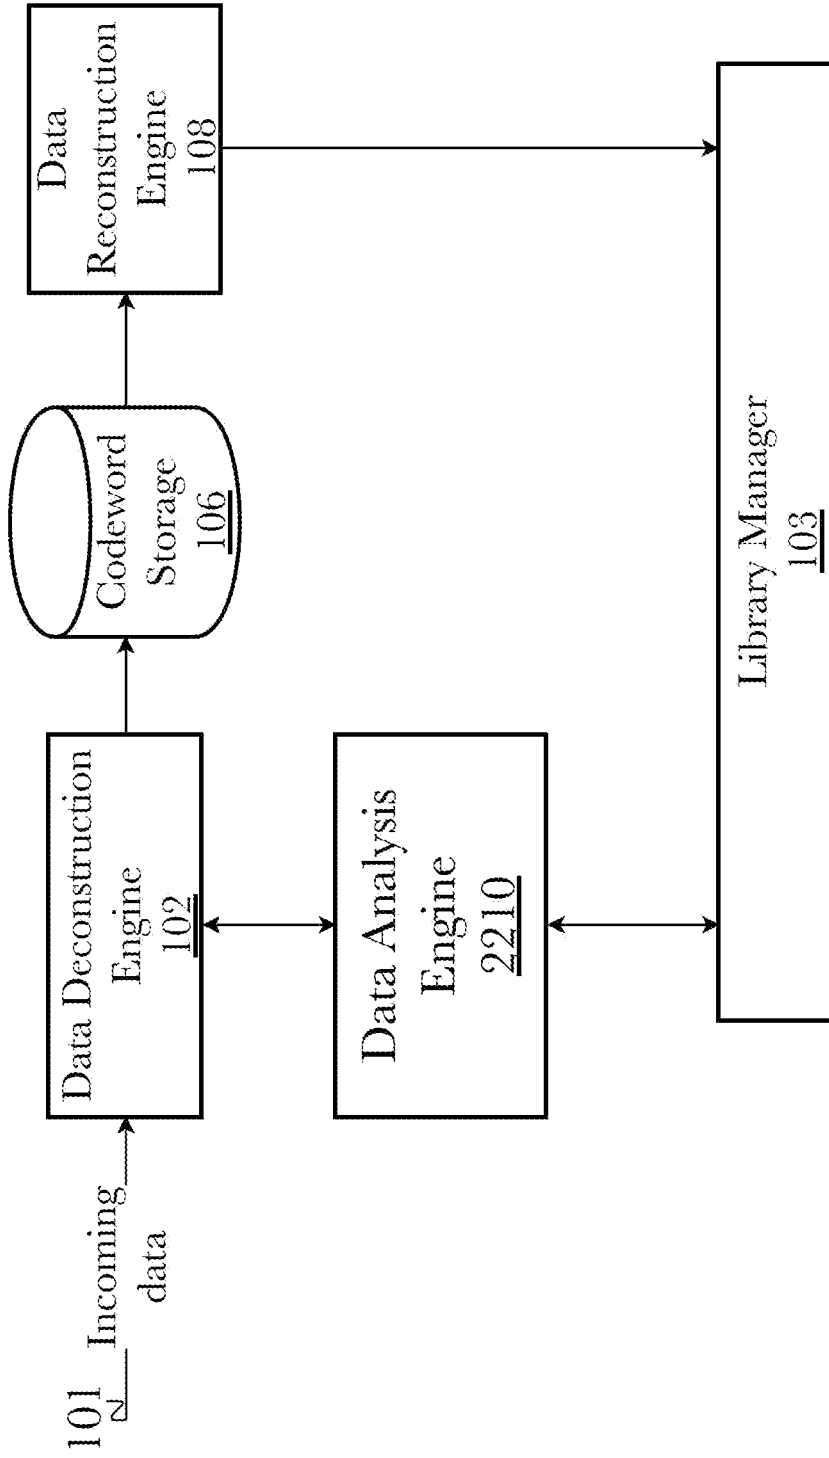 101
Incoming
data
Data Deconstruction
Engine
102
Codeword
Storage
106
Data
Reconstruction
Engine
108
Data Analysis
Engine
2210
Library Manager
103